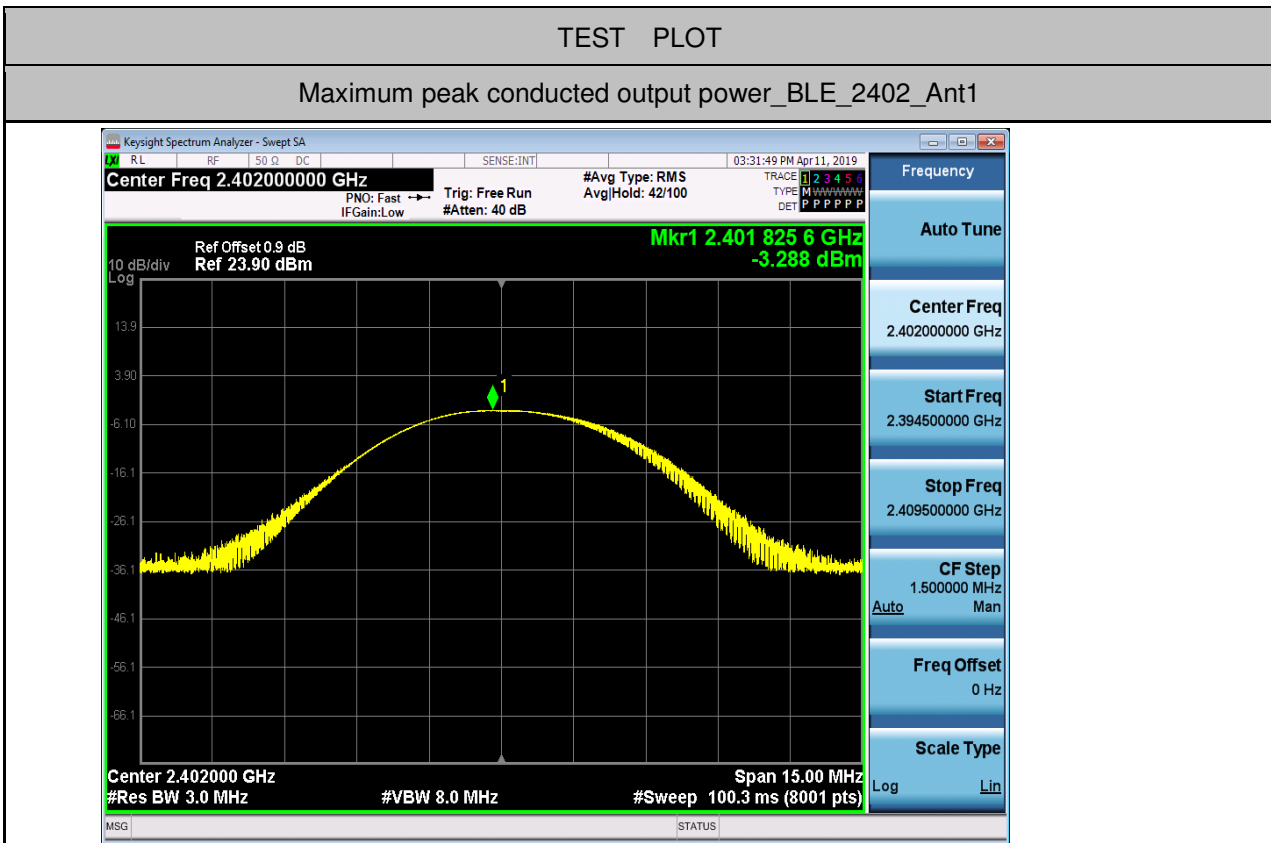 TEST PLOT
Maximum peak conducted output power_BLE_2402_Ant1
Keysight Spectrum Analyzer - Swept SA
LXI RL RF 50 Ω DC SENSE:INT 03:31:49 PM Apr 11, 2019
Center Freq 2.402000000 GHz
PNO: Fast
IFGain:Low
Trig: Free Run
#Atten: 40 dB
#Avg Type: RMS
Avg|Hold: 42/100
TRACE 1 2 3 4 5 6
TYPE M WWWWW
DET P P P P P P
Ref Offset 0.9 dB
10 dB/div Ref 23.90 dBm
Log
Mkr1 2.401 825 6 GHz
-3.288 dBm
13.9
3.90
-6.10
-16.1
-26.1
-36.1
-46.1
-56.1
-66.1
1
Center 2.402000 GHz Span 15.00 MHz
#Res BW 3.0 MHz #VBW 8.0 MHz #Sweep 100.3 ms (8001 pts)
MSG STATUS
Frequency
Auto Tune
Center Freq
2.402000000 GHz
Start Freq
2.394500000 GHz
Stop Freq
2.409500000 GHz
CF Step
1.500000 MHz
Auto Man
Freq Offset
0 Hz
Scale Type
Log Lin